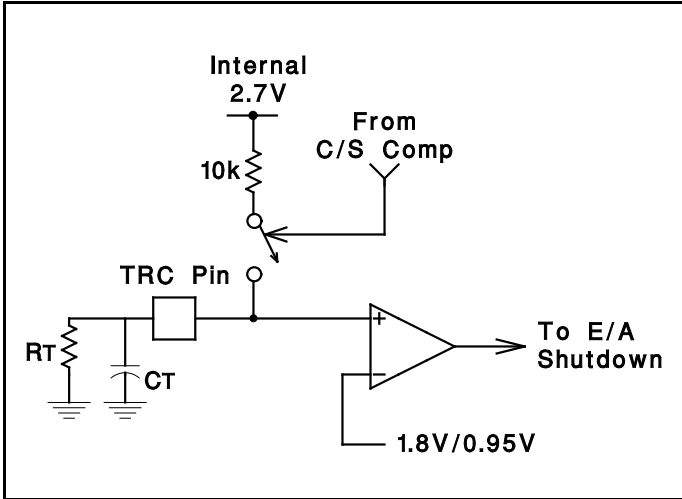 Internal
2.7V
From
C/S Comp
10k
TRC Pin
RT
CT
+
−
To E/A
Shutdown
1.8V/0.95V